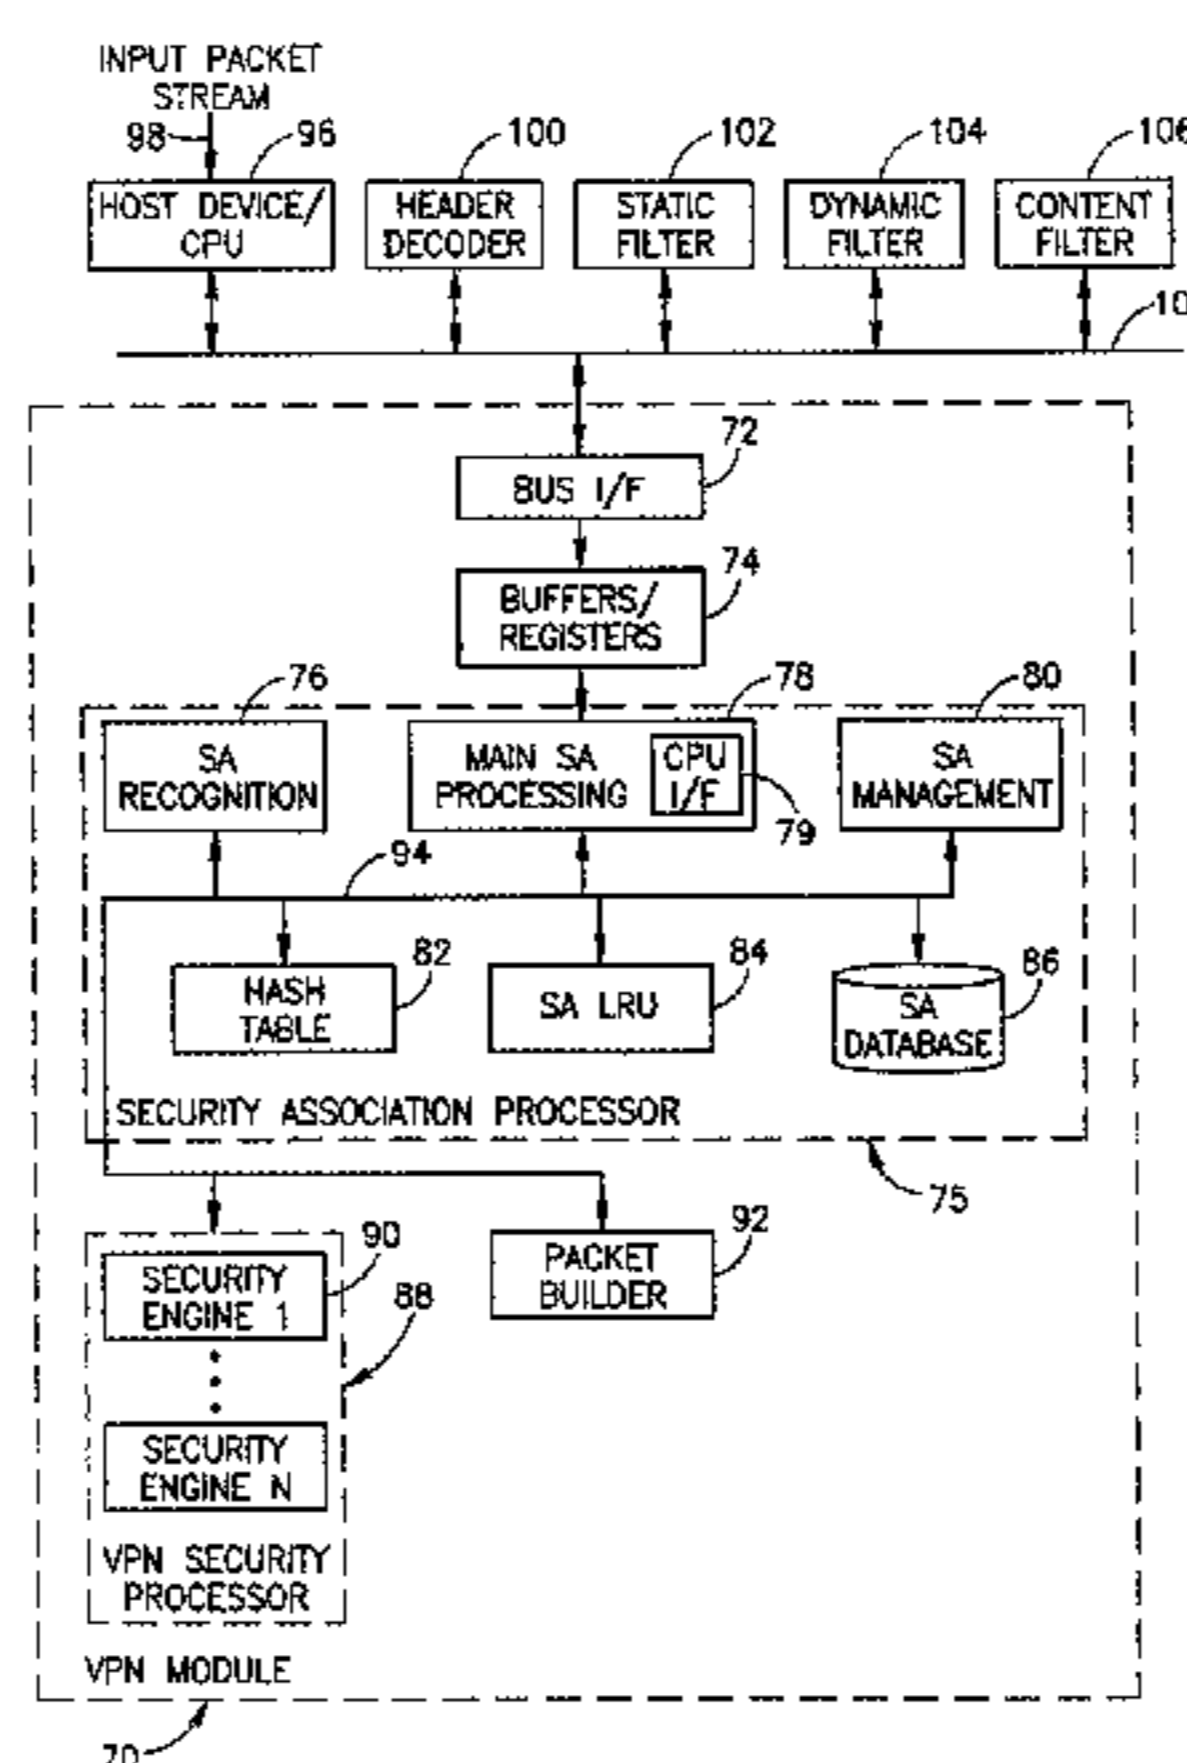 INPUT PACKET
STREAM
98
96
100
102
104
106
HOST DEVICE/
CPU
HEADER
DECODER
STATIC
FILTER
DYNAMIC
FILTER
CONTENT
FILTER
72
BUS I/F
74
BUFFERS/
REGISTERS
76
78
80
SA
RECOGNITION
MAIN SA
PROCESSING
CPU
I/F
79
SA
MANAGEMENT
94
82
84
86
HASH
TABLE
SA LRU
SA
DATABASE
SECURITY ASSOCIATION PROCESSOR
75
90
92
SECURITY
ENGINE 1
88
PACKET
BUILDER
SECURITY
ENGINE N
VPN SECURITY
PROCESSOR
VPN MODULE
70